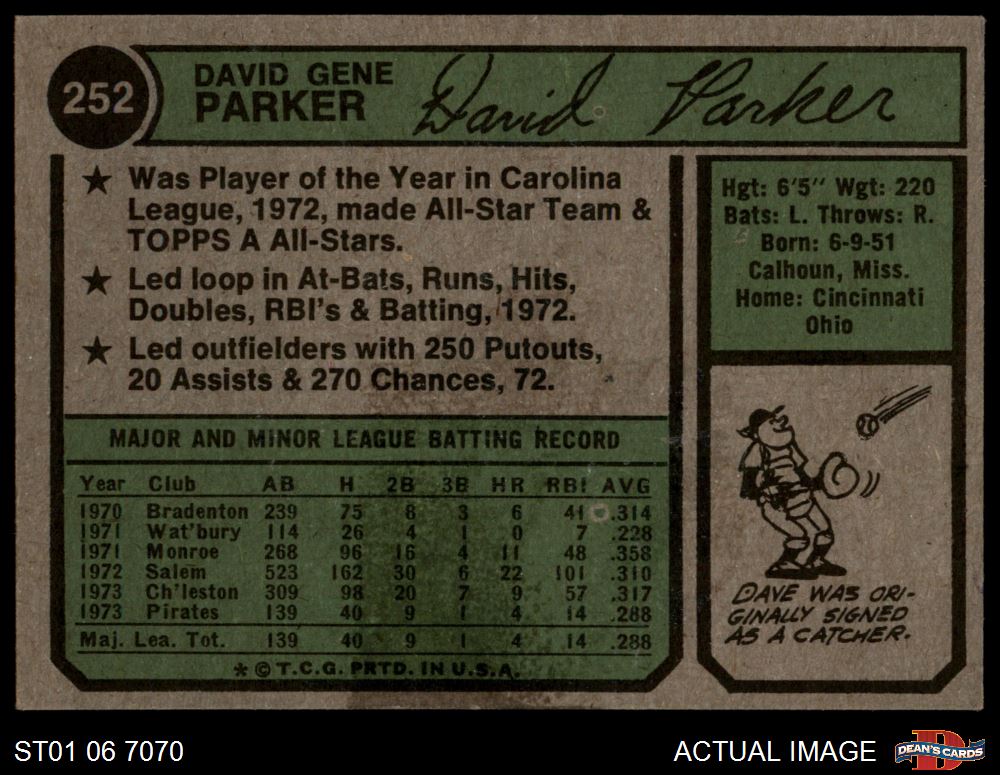 252
DAVID GENE
PARKER
David Parker
★ Was Player of the Year in Carolina
League, 1972, made All-Star Team &
TOPPS A All-Stars.
★ Led loop in At-Bats, Runs, Hits,
Doubles, RBI's & Batting, 1972.
★ Led outfielders with 250 Putouts,
20 Assists & 270 Chances, 72.
Hgt: 6'5" Wgt: 220
Bats: L. Throws: R.
Born: 6-9-51
Calhoun, Miss.
Home: Cincinnati
Ohio
MAJOR AND MINOR LEAGUE BATTING RECORD
Year Club AB H 2B 3B HR RBI AVG
1970 Bradenton 239 75 8 3 6 41 .314
1971 Wat'bury 114 26 4 1 0 7 .228
1971 Monroe 268 96 16 4 11 48 .358
1972 Salem 523 162 30 6 22 101 .310
1973 Ch'leston 309 98 20 7 9 57 .317
1973 Pirates 139 40 9 1 4 14 .288
Maj. Lea. Tot. 139 40 9 1 4 14 .288
* © T.C.G. PRTD. IN U.S.A.
DAVE WAS ORI-
GINALLY SIGNED
AS A CATCHER.
ST01 06 7070
ACTUAL IMAGE
D
DEAN'S CARDS